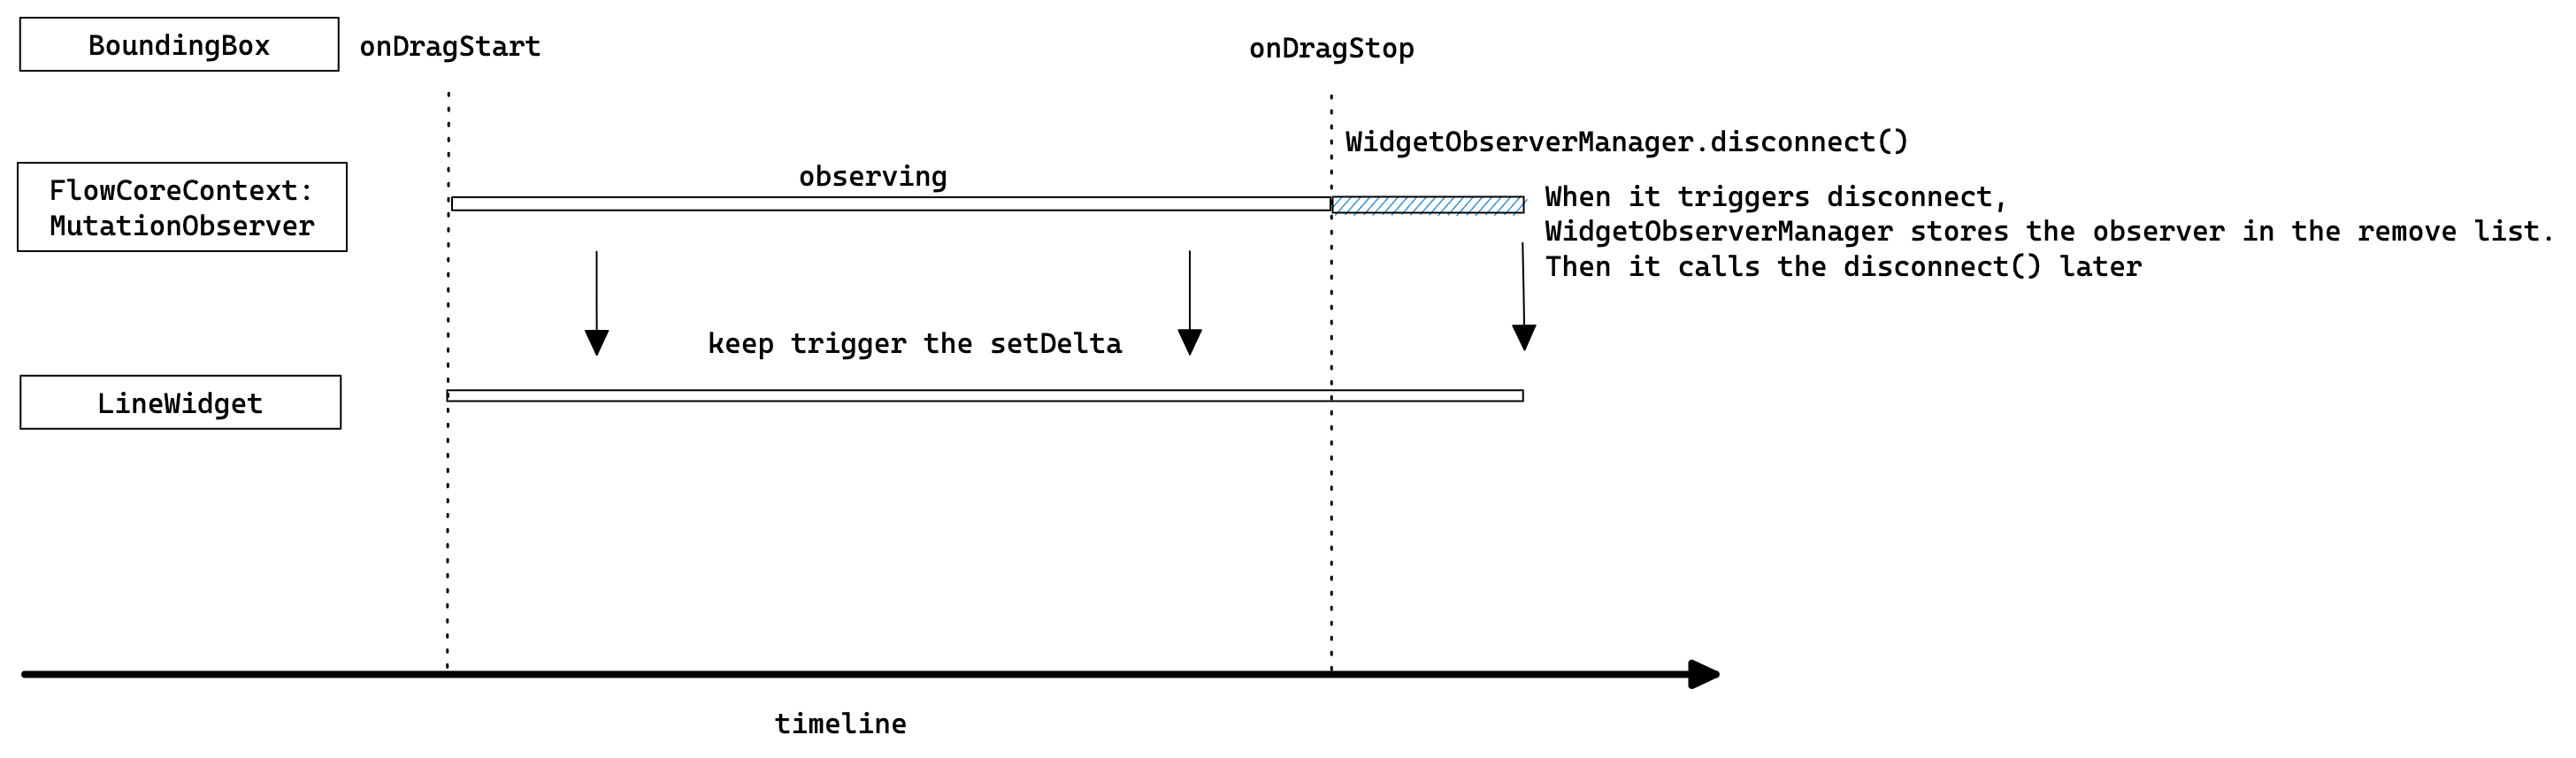 BoundingBox
onDragStart
onDragStop
WidgetObserverManager.disconnect()
FlowCoreContext:
MutationObserver
observing
When it triggers disconnect,
WidgetObserverManager stores the observer in the remove list.
Then it calls the disconnect() later
keep trigger the setDelta
LineWidget
timeline